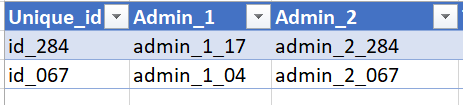 Unique_id Admin_1 Admin_2
id_284 admin_1_17 admin_2_284
id_067 admin_1_04 admin_2_067